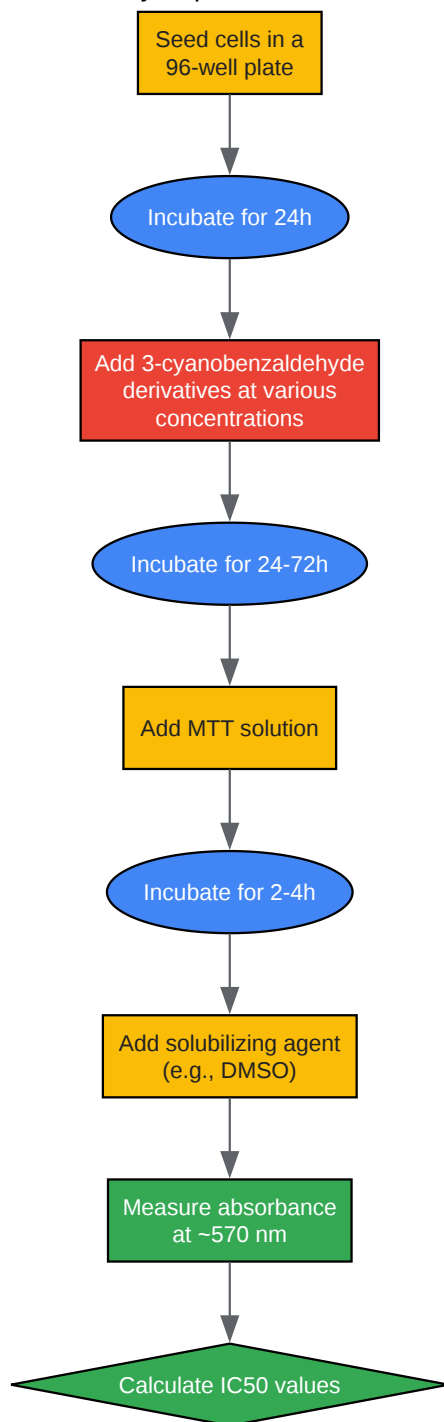 Seed cells in a
96-well plate
Incubate for 24h
Add 3-cyanobenzaldehyde
derivatives at various
concentrations
Incubate for 24-72h
Add MTT solution
Incubate for 2-4h
Add solubilizing agent
(e.g., DMSO)
Measure absorbance
at ~570 nm
Calculate IC50 values